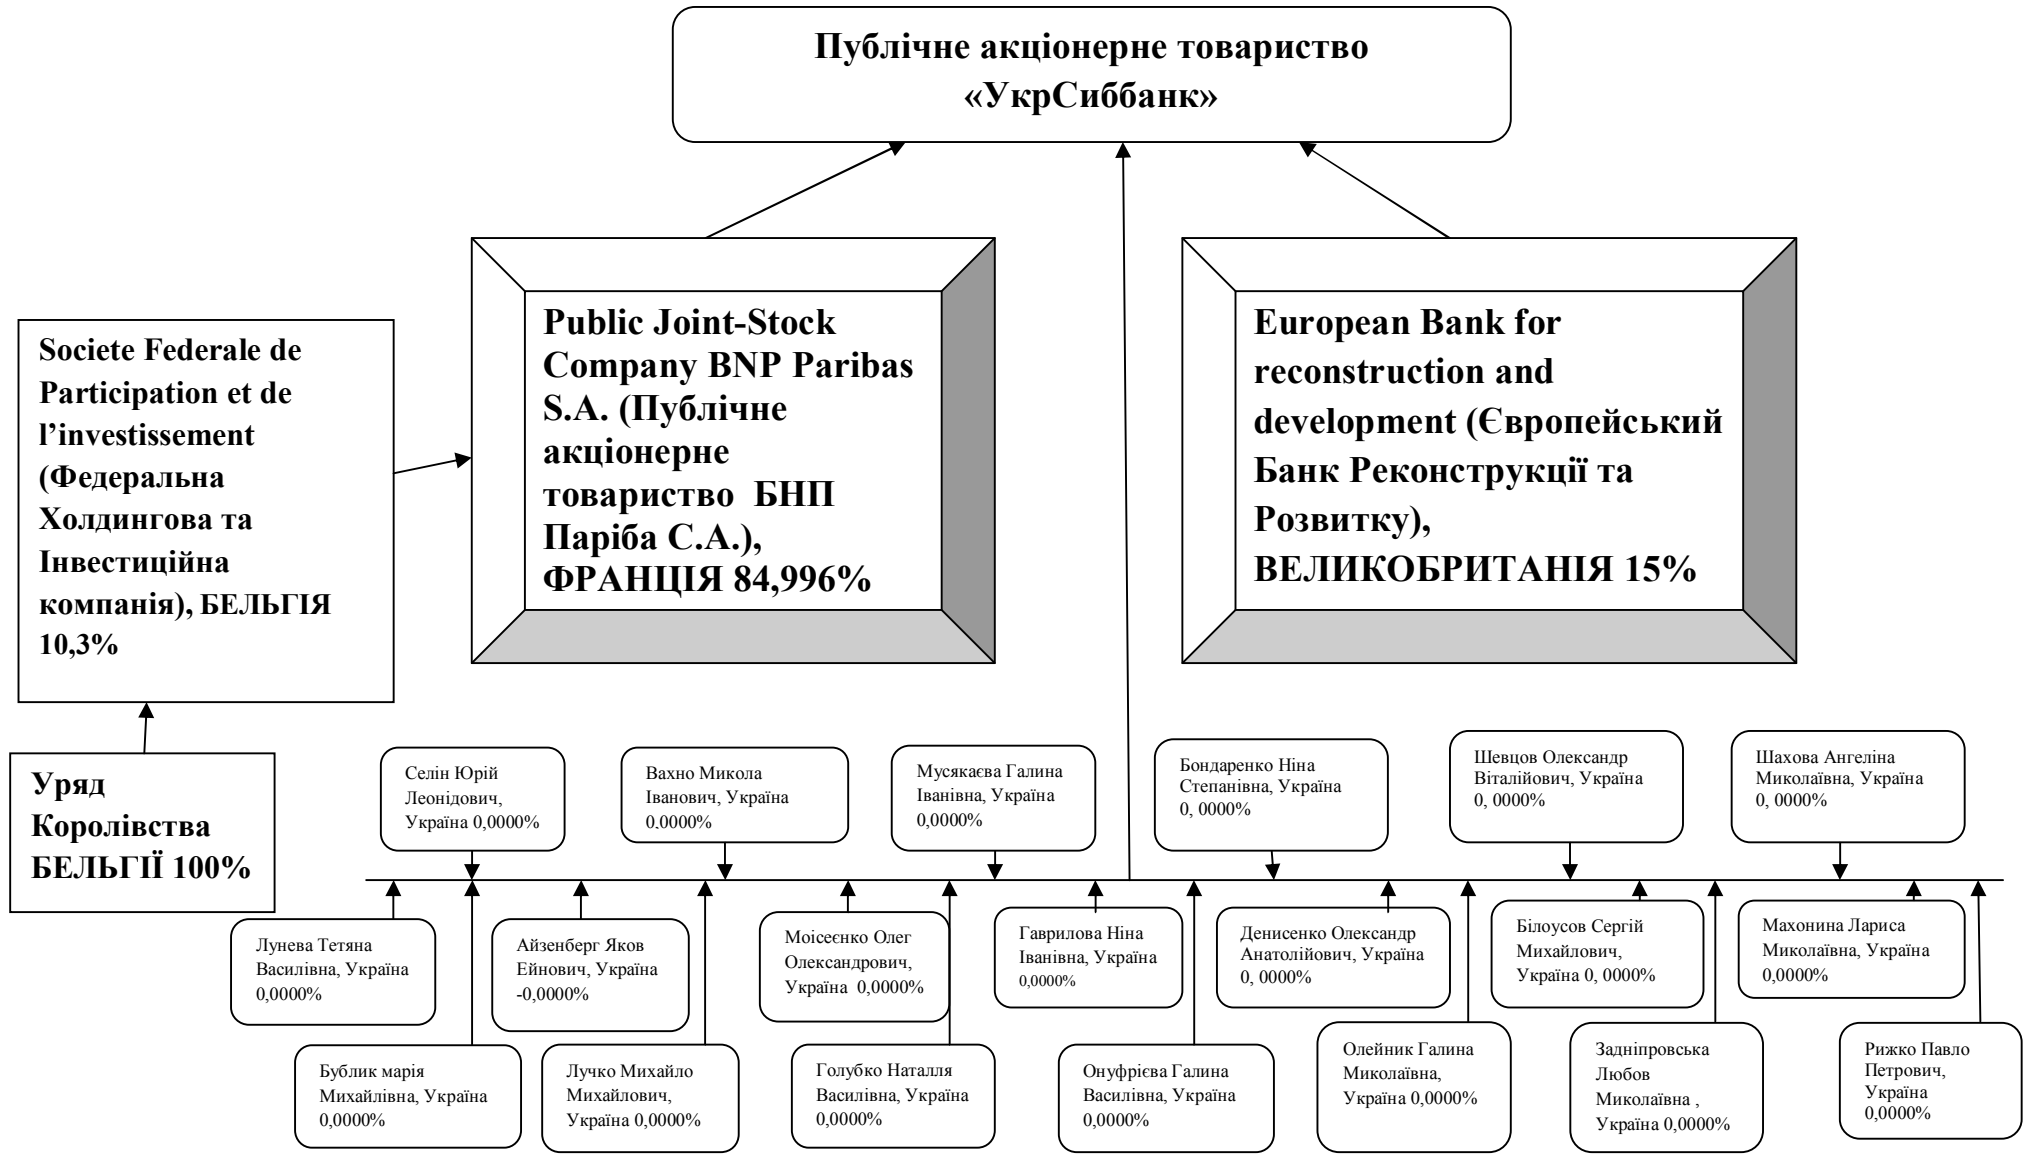 Публічне акціонерне товариство
«УкрСиббанк»
Societe Federale de
Participation et de
l’investissement
(Федеральна
Холдингова та
Інвестиційна
компанія), БЕЛЬГІЯ
10,3%
Public Joint-Stock
Company BNP Paribas
S.A. (Публічне
акціонерне
товариство БНП
Паріба С.А.),
ФРАНЦІЯ 84,996%
European Bank for
reconstruction and
development (Європейський
Банк Реконструкції та
Розвитку),
ВЕЛИКОБРИТАНІЯ 15%
Уряд
Королівства
БЕЛЬГІЇ 100%
Селін Юрій
Леонідович,
Україна 0,0000%
Вахно Микола
Іванович, Україна
0,0000%
Мусякаєва Галина
Іванівна, Україна
0,0000%
Бондаренко Ніна
Степанівна, Україна
0, 0000%
Шевцов Олександр
Віталійович, Україна
0, 0000%
Шахова Ангеліна
Миколаївна, Україна
0, 0000%
Лунева Тетяна
Василівна, Україна
0,0000%
Айзенберг Яков
Ейнович, Україна
-0,0000%
Моісеєнко Олег
Олександрович,
Україна 0,0000%
Гаврилова Ніна
Іванівна, Україна
0,0000%
Денисенко Олександр
Анатолійович, Україна
0, 0000%
Білоусов Сергій
Михайлович,
Україна 0, 0000%
Махонина Лариса
Миколаївна, Україна
0,0000%
Бублик марія
Михайлівна, Україна
0,0000%
Лучко Михайло
Михайлович,
Україна 0,0000%
Голубко Наталля
Василівна, Україна
0,0000%
Онуфрієва Галина
Василівна, Україна
0,0000%
Олейник Галина
Миколаївна,
Україна 0,0000%
Задніпровська
Любов
Миколаївна ,
Україна 0,0000%
Рижко Павло
Петрович,
Україна
0,0000%